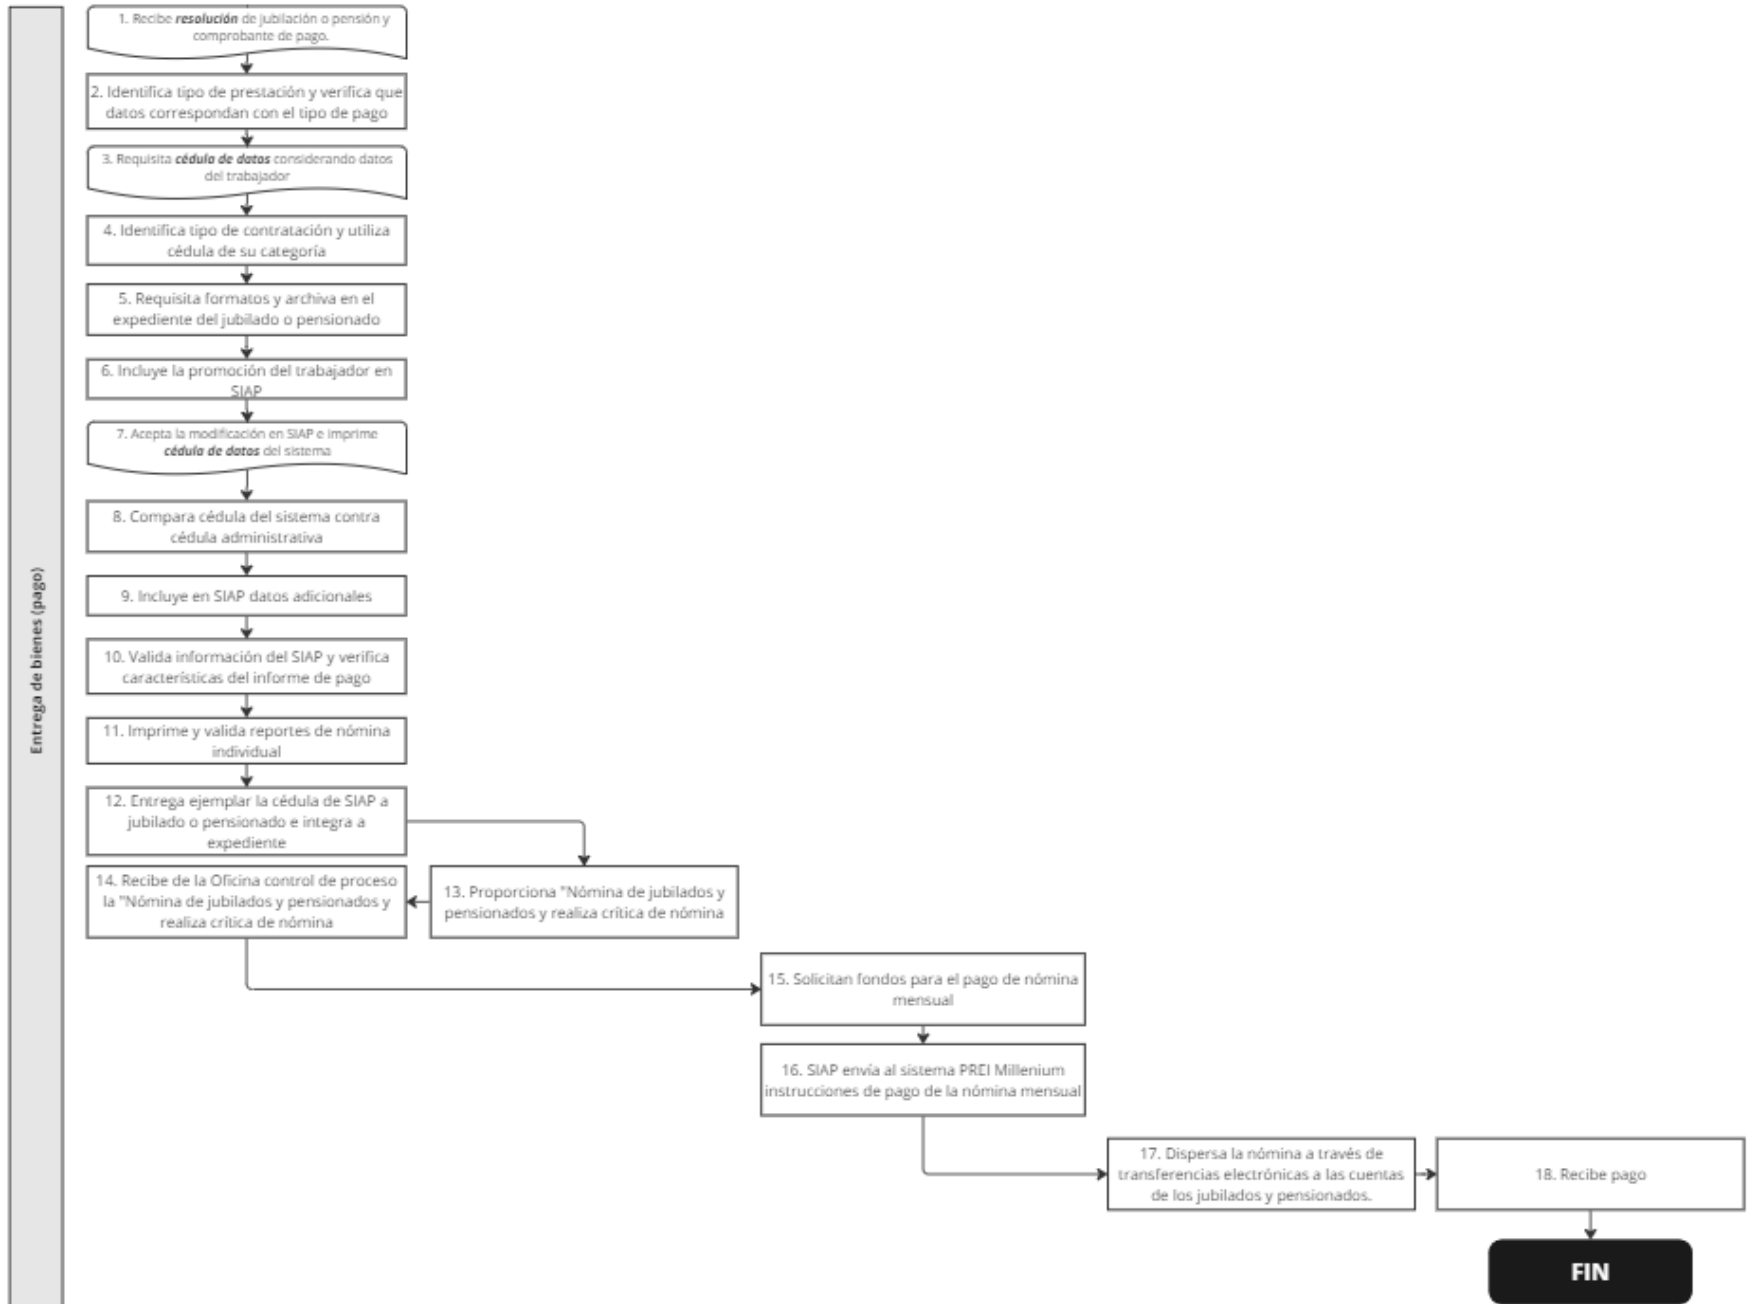 Entrega de bienes (pago)
1. Recibe resolución de jubilación o pensión y
comprobante de pago.
2. Identifica tipo de prestación y verifica que
datos correspondan con el tipo de pago
3. Requisita cédula de datos considerando datos
del trabajador
4. Identifica tipo de contratación y utiliza
cédula de su categoría
5. Requisita formatos y archiva en el
expediente del jubilado o pensionado
6. Incluye la promoción del trabajador en
SIAP
7. Acepta la modificación en SIAP e imprime
cédula de datos del sistema
8. Compara cédula del sistema contra
cédula administrativa
9. Incluye en SIAP datos adicionales
10. Valida información del SIAP y verifica
características del informe de pago
11. Imprime y valida reportes de nómina
individual
12. Entrega ejemplar la cédula de SIAP a
jubilado o pensionado e integra a
expediente
13. Proporciona "Nómina de jubilados y
pensionados y realiza crítica de nómina
14. Recibe de la Oficina control de proceso
la "Nómina de jubilados y pensionados y
realiza crítica de nómina
15. Solicitan fondos para el pago de nómina
mensual
16. SIAP envía al sistema PREI Millenium
instrucciones de pago de la nómina mensual
17. Dispersa la nómina a través de
transferencias electrónicas a las cuentas
de los jubilados y pensionados.
18. Recibe pago
FIN